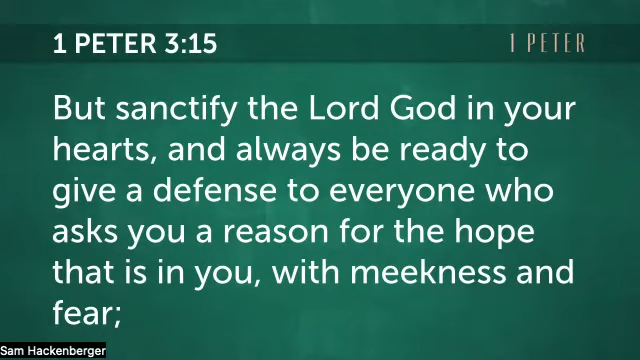 1 PETER 3:15
1 PETER
But sanctify the Lord God in your
hearts, and always be ready to
give a defense to everyone who
asks you a reason for the hope
that is in you, with meekness and
fear;
Sam Hackenberger